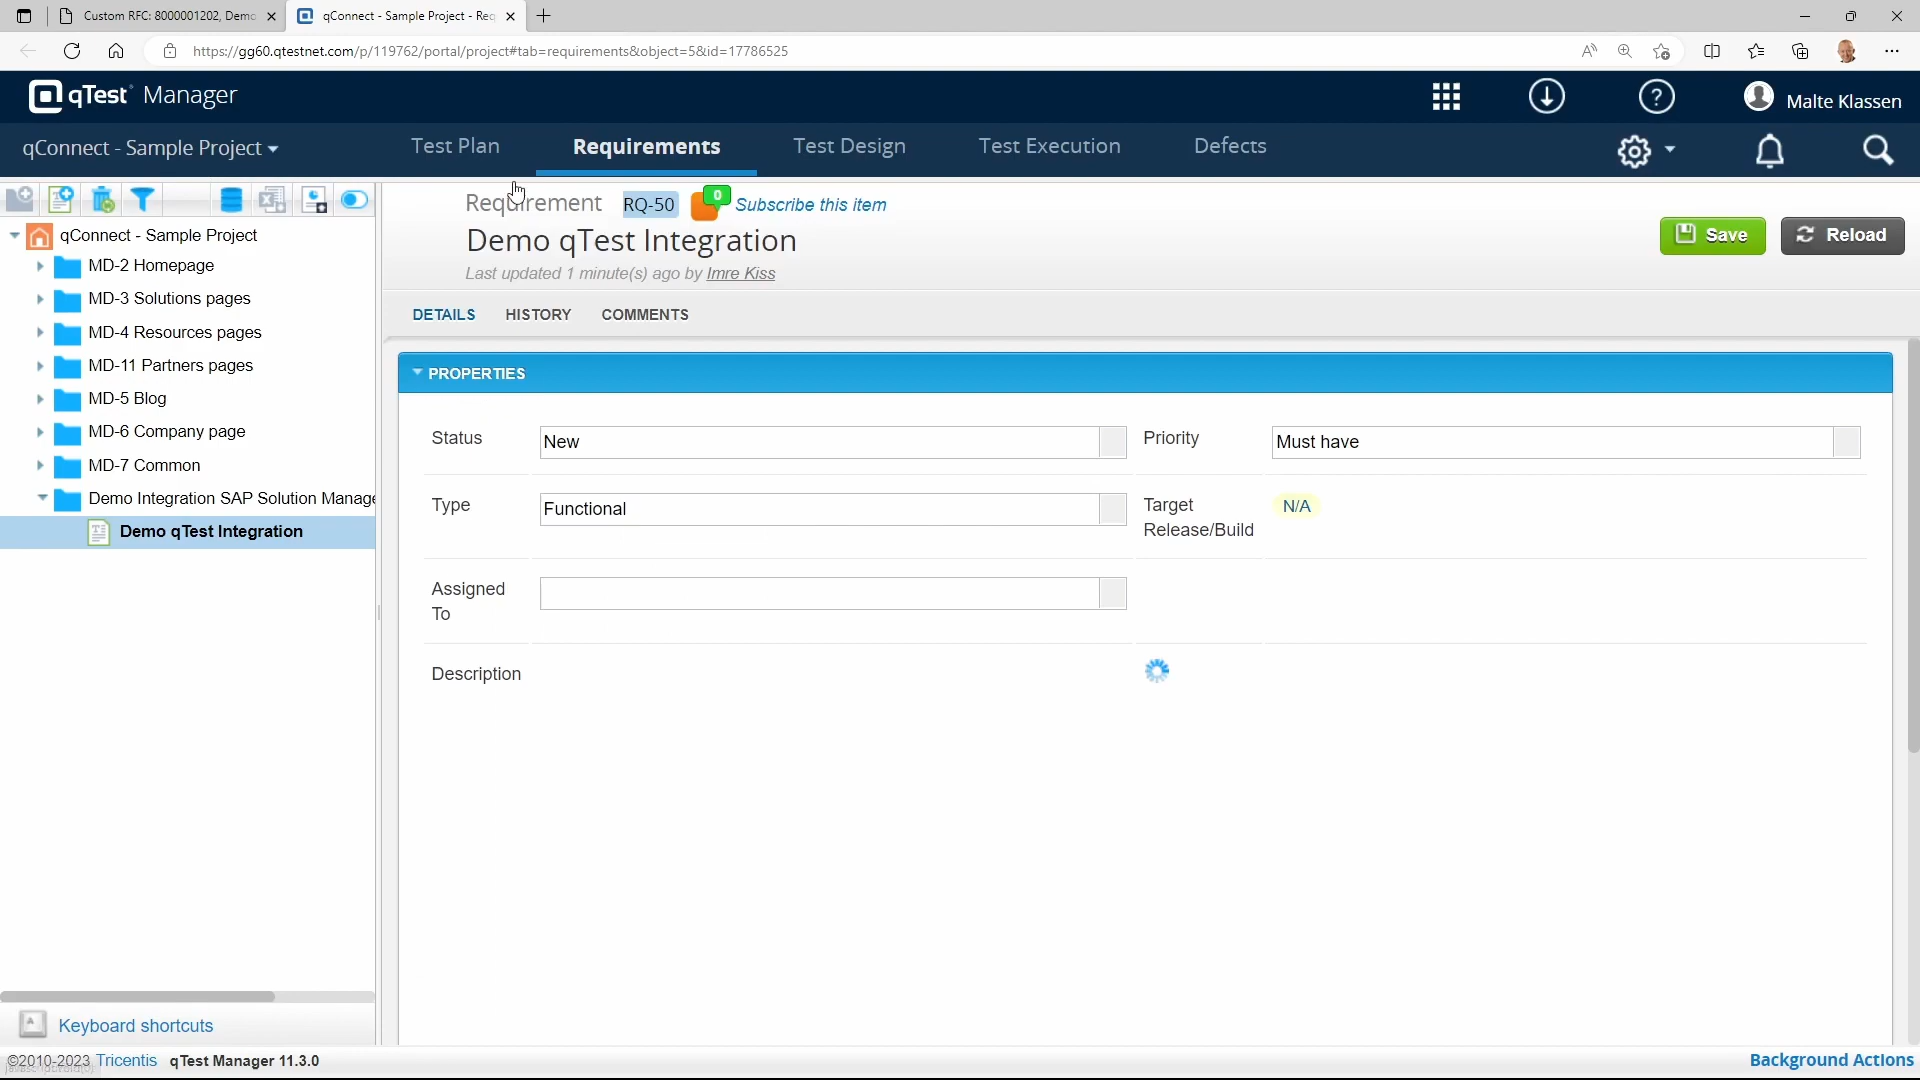 Custom RFC: 8000001202, Demo
qConnect - Sample Project - Req
https://gg60.qtestnet.com/p/119762/portal/project#tab=requirements&object=5&id=17786525
qTest Manager
Malte Klassen
qConnect - Sample Project
Test Plan
Requirements
Test Design
Test Execution
Defects
Requirement RQ-50 0 Subscribe this item
Demo qTest Integration
Last updated 1 minute(s) ago by Imre Kiss
Save
Reload
DETAILS
HISTORY
COMMENTS
qConnect - Sample Project
MD-2 Homepage
MD-3 Solutions pages
MD-4 Resources pages
MD-11 Partners pages
MD-5 Blog
MD-6 Company page
MD-7 Common
Demo Integration SAP Solution Manage
Demo qTest Integration
PROPERTIES
Status
New
Priority
Must have
Type
Functional
Target
Release/Build
N/A
Assigned
To
Description
Keyboard shortcuts
©2010-2023 Tricentis qTest Manager 11.3.0
Background Actions